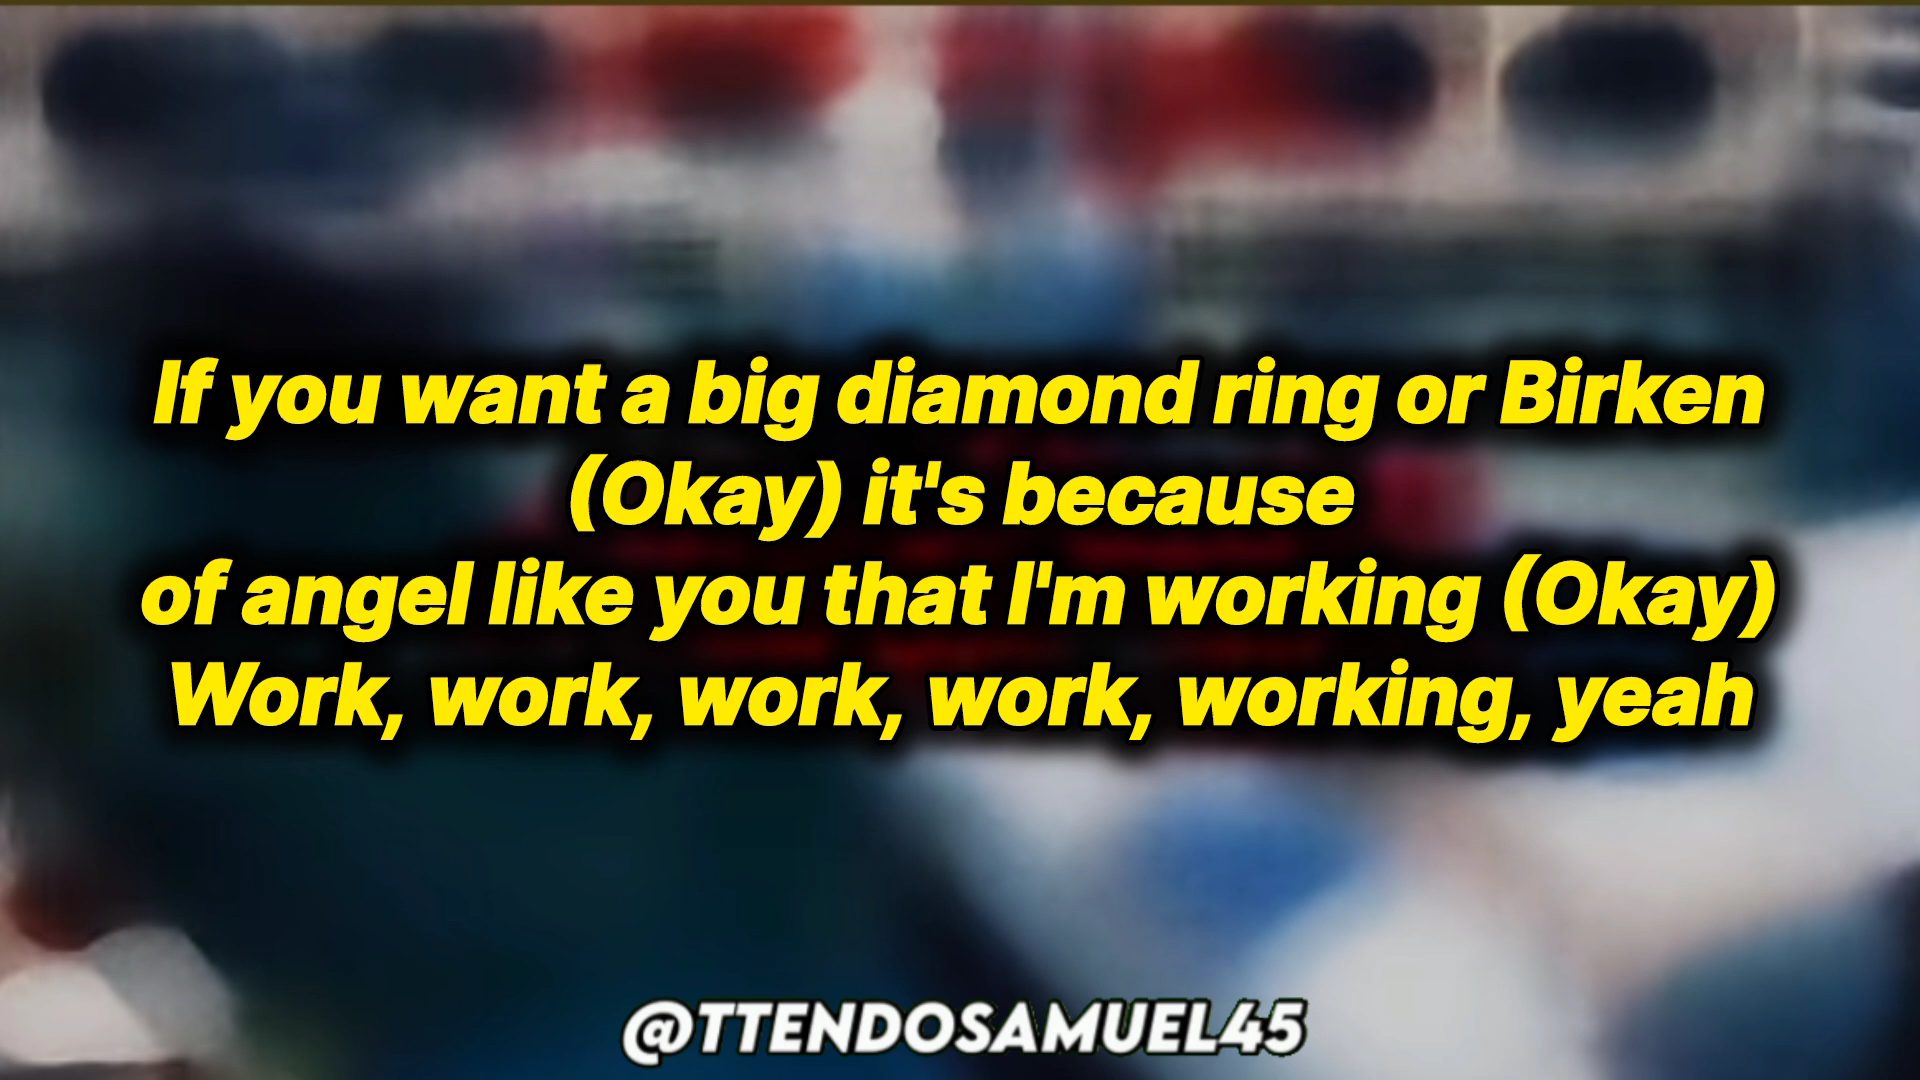 If you want a big diamond ring or Birken
(Okay) it's because
of angel like you that I'm working (Okay)
Work, work, work, work, working, yeah
@TTENDOSAMUEL45